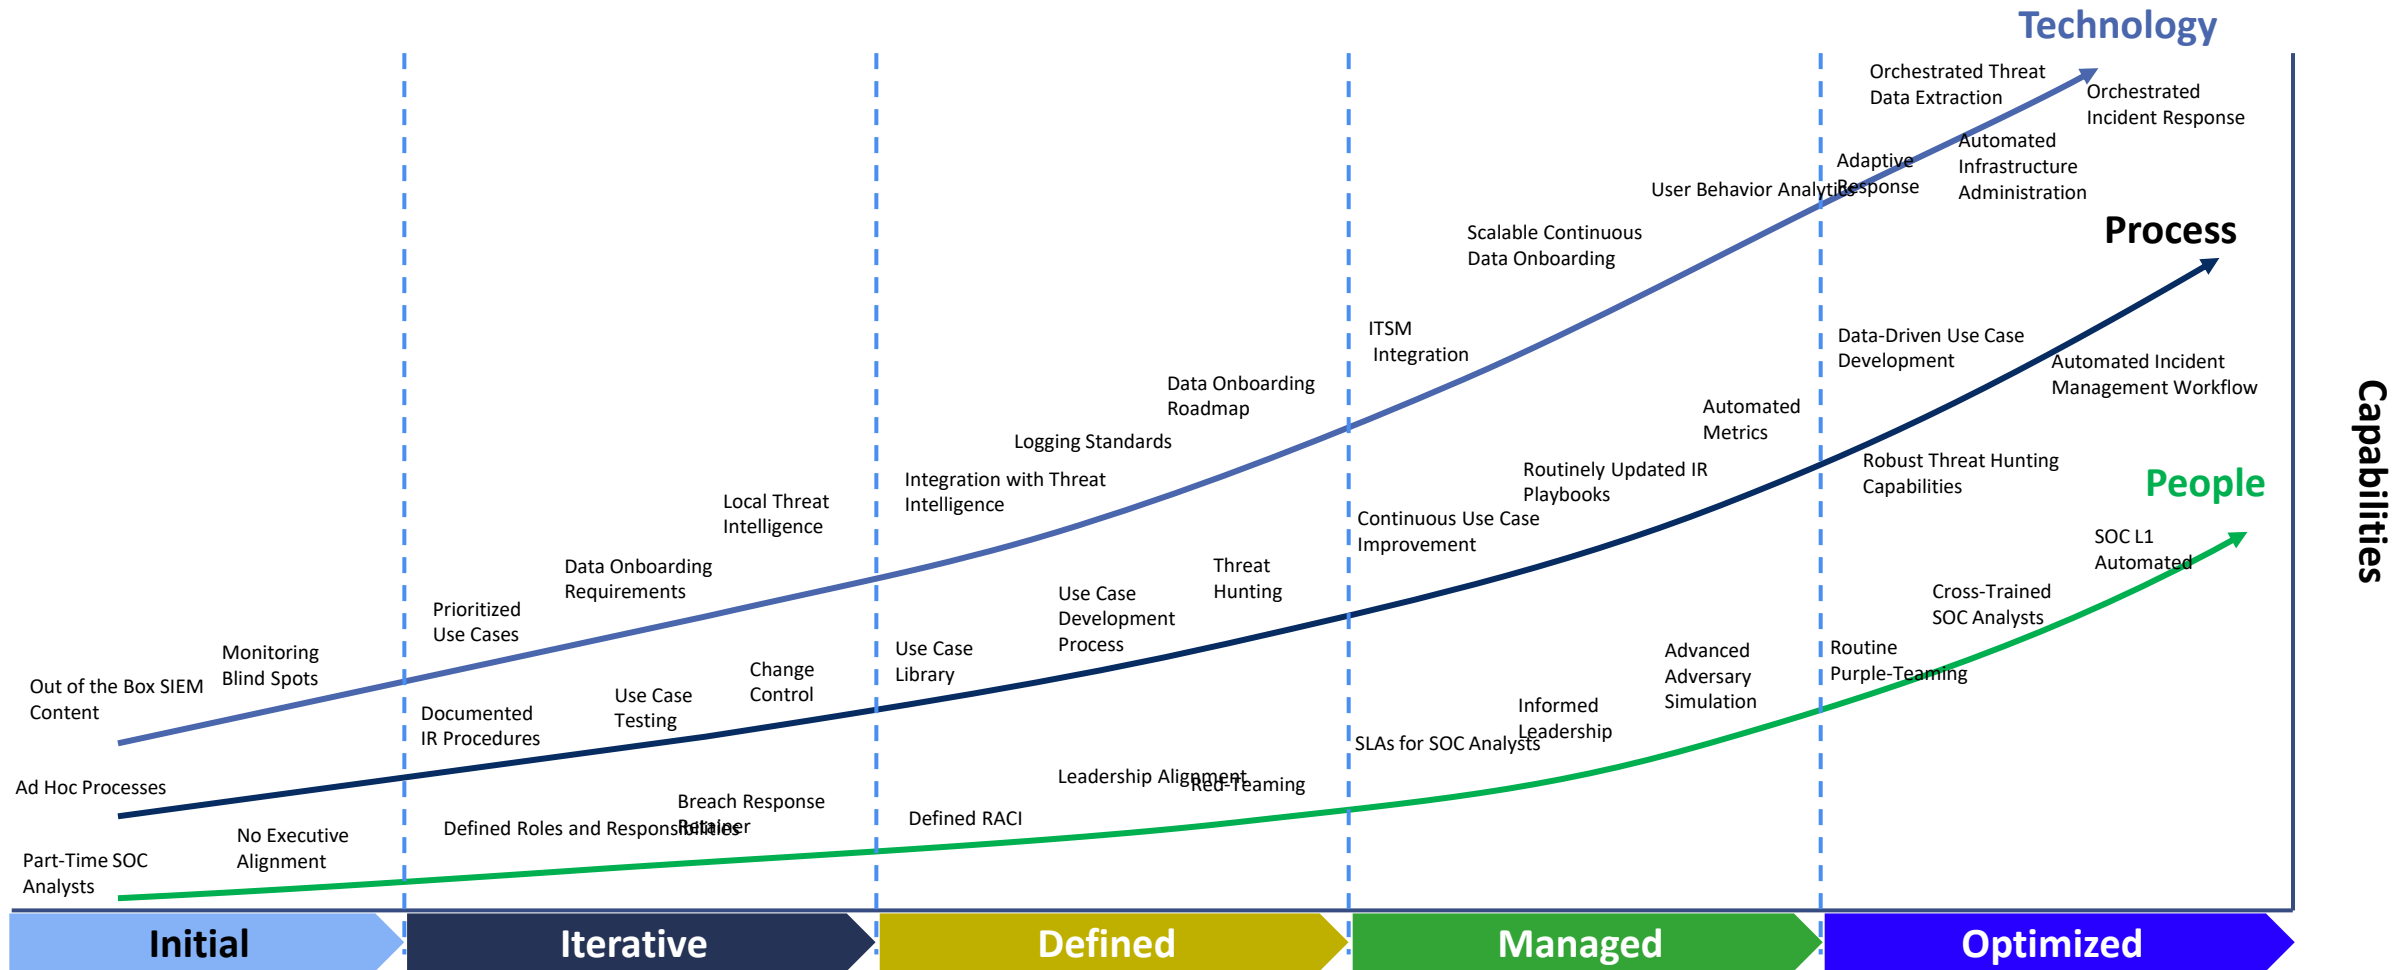 Technology
Orchestrated Threat
Data Extraction
Orchestrated
Incident Response
Automated
Infrastructure
Administration
Adaptive
Response
User Behavior Analytics
Scalable Continuous
Data Onboarding
ITSM
Integration
Data Onboarding
Roadmap
Logging Standards
Integration with Threat
Intelligence
Local Threat
Intelligence
Data Onboarding
Requirements
Prioritized
Use Cases
Monitoring
Blind Spots
Out of the Box SIEM
Content
Process
Data-Driven Use Case
Development
Automated Incident
Management Workflow
Automated
Metrics
Robust Threat Hunting
Capabilities
Routinely Updated IR
Playbooks
Continuous Use Case
Improvement
Threat
Hunting
Use Case
Development
Process
Use Case
Library
Change
Control
Use Case
Testing
Documented
IR Procedures
Ad Hoc Processes
People
SOC L1
Automated
Cross-Trained
SOC Analysts
Routine
Purple-Teaming
Advanced
Adversary
Simulation
Informed
Leadership
SLAs for SOC Analysts
Leadership Alignment
Red-Teaming
Defined RACI
Breach Response
Retainer
Defined Roles and Responsibilities
No Executive
Alignment
Part-Time SOC
Analysts
Capabilities
Initial
Iterative
Defined
Managed
Optimized